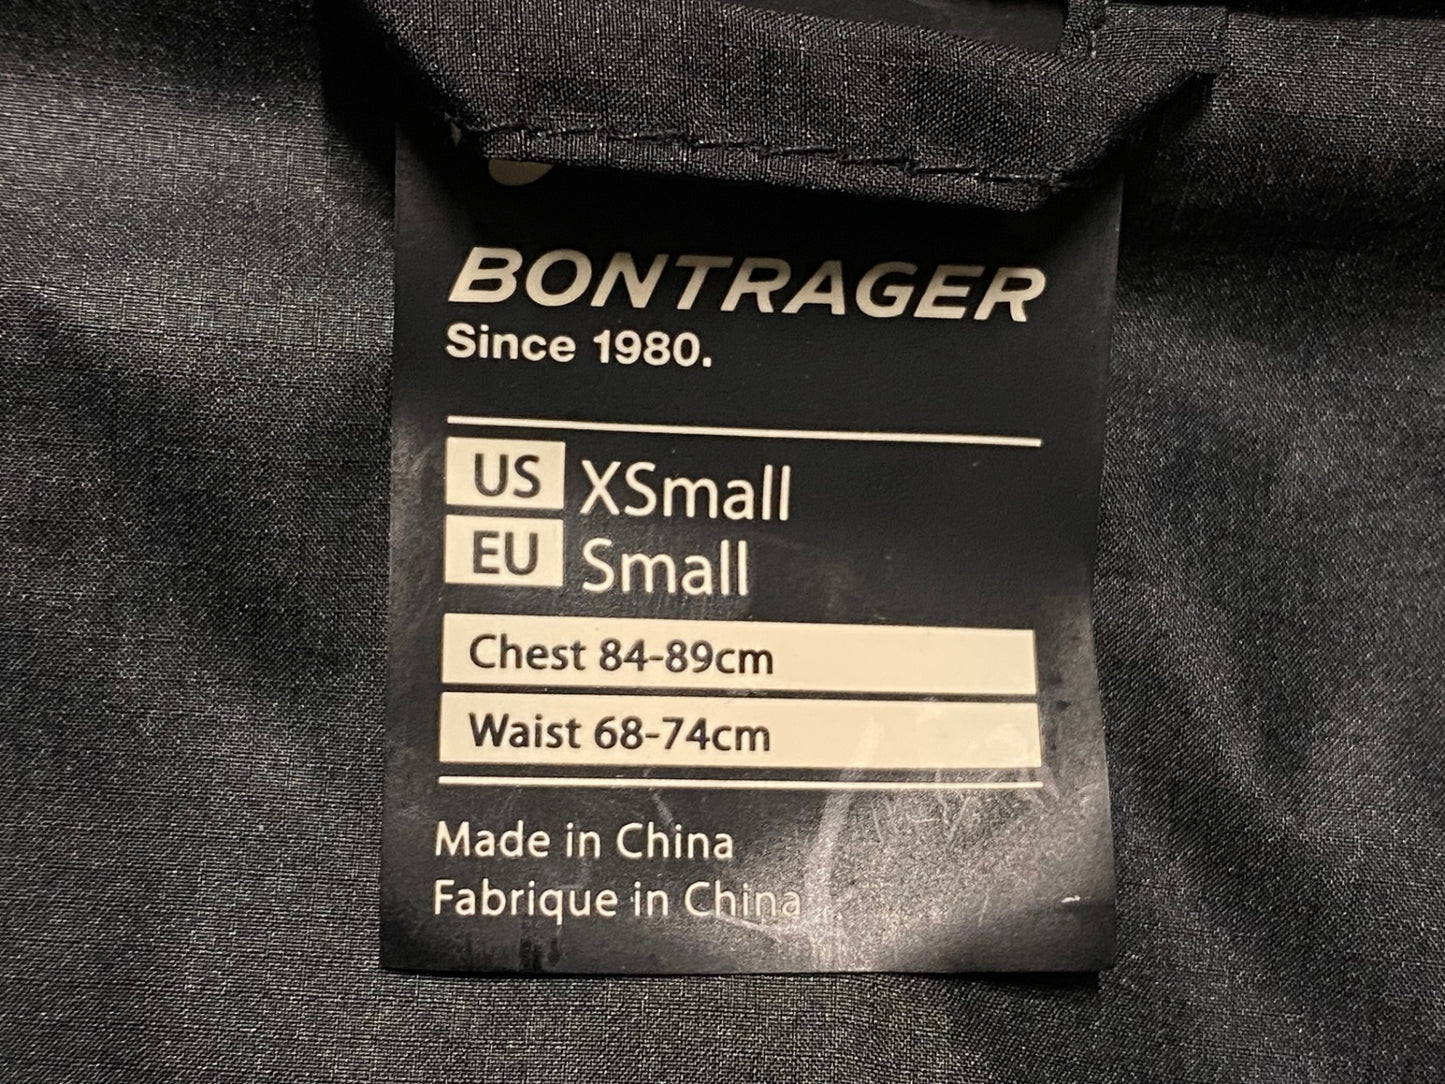 BONTRAGER
Since 1980.
US XSmall
EU Small
Chest 84-89cm
Waist 68-74cm
Made in China
Fabrique in China